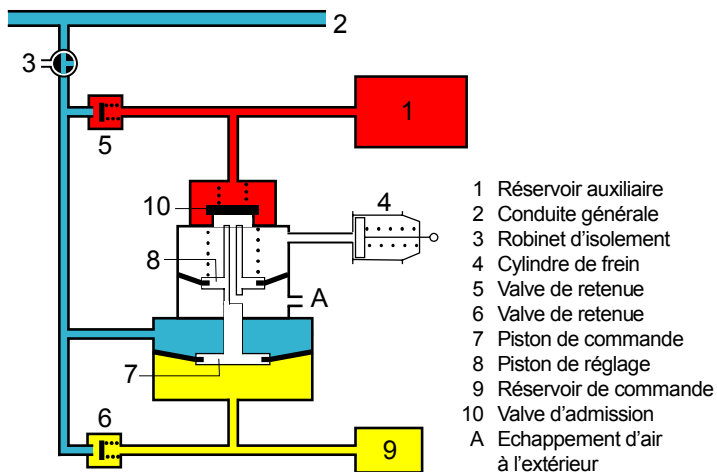 2
3
5
1
10
4
8
A
7
6
9
1 Réservoir auxiliaire
2 Conduite générale
3 Robinet d'isolement
4 Cylindre de frein
5 Valve de retenue
6 Valve de retenue
7 Piston de commande
8 Piston de réglage
9 Réservoir de commande
10 Valve d'admission
A Echappement d'air
à l'extérieur